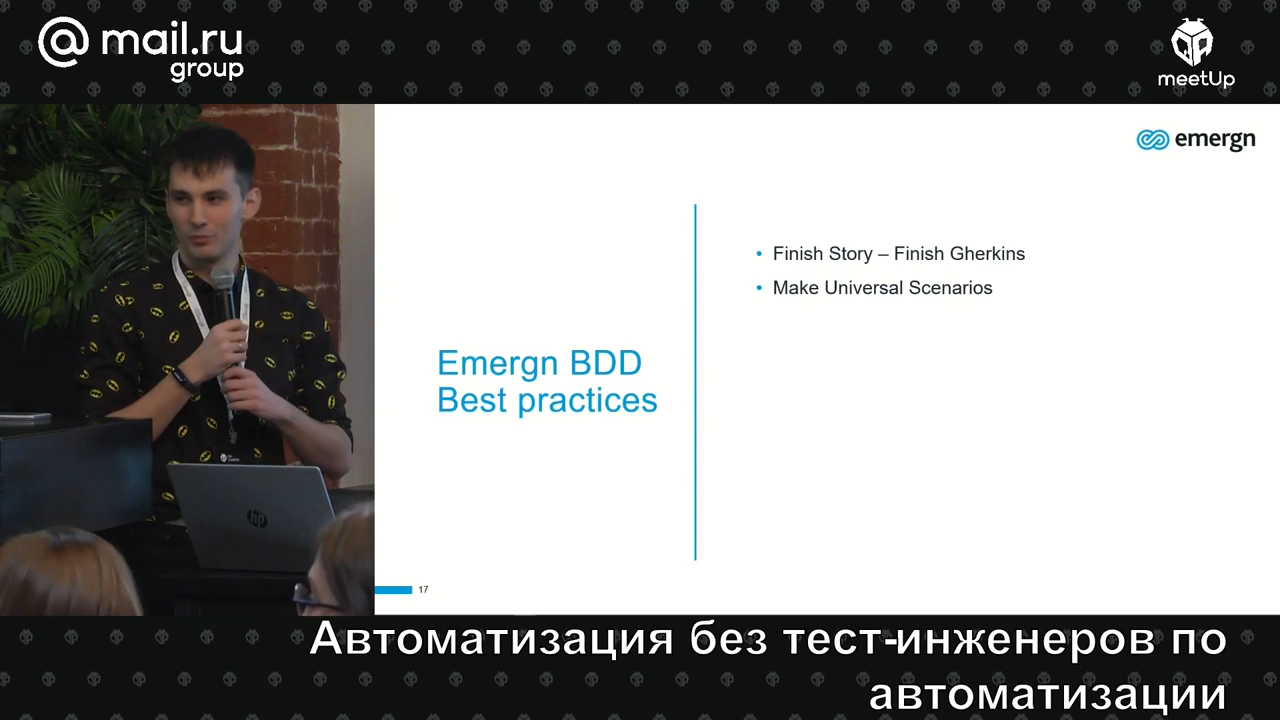 @mail.ru
group
meetUp
emergn
• Finish Story – Finish Gherkins
• Make Universal Scenarios
Emergn BDD
Best practices
hp
17
Автоматизация без тест-инженеров по
автоматизации